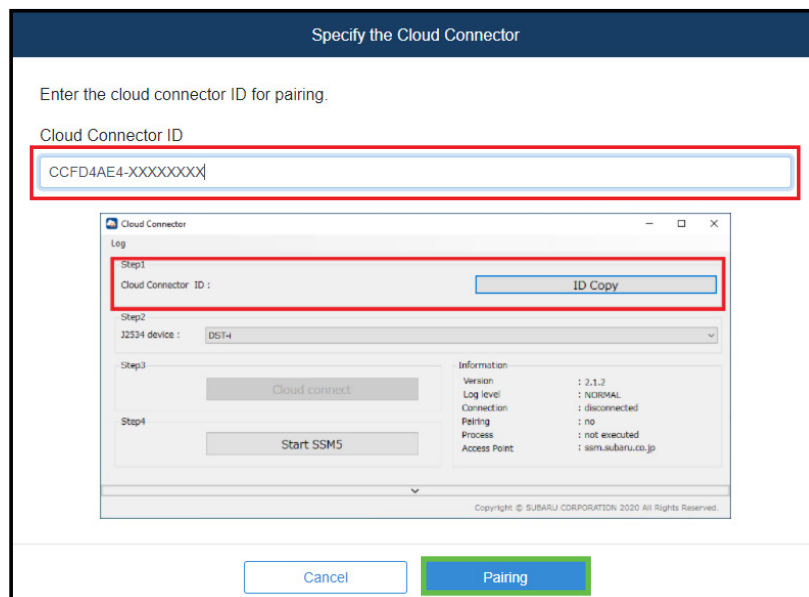 Specify the Cloud Connector
Enter the cloud connector ID for pairing.
Cloud Connector ID
CCFD4AE4-XXXXXXXX
Cloud Connector
Log
Step1
Cloud Connector ID :
ID Copy
Step2
J2534 device :
DST-i
Step3
Cloud connect
Step4
Start SSM5
Information
Version : 2.1.2
Log level : NORMAL
Connection : disconnected
Pairing : no
Process : not executed
Access Point : ssm.subaru.co.jp
Copyright © SUBARU CORPORATION 2020 All Rights Reserved.
Cancel
Pairing